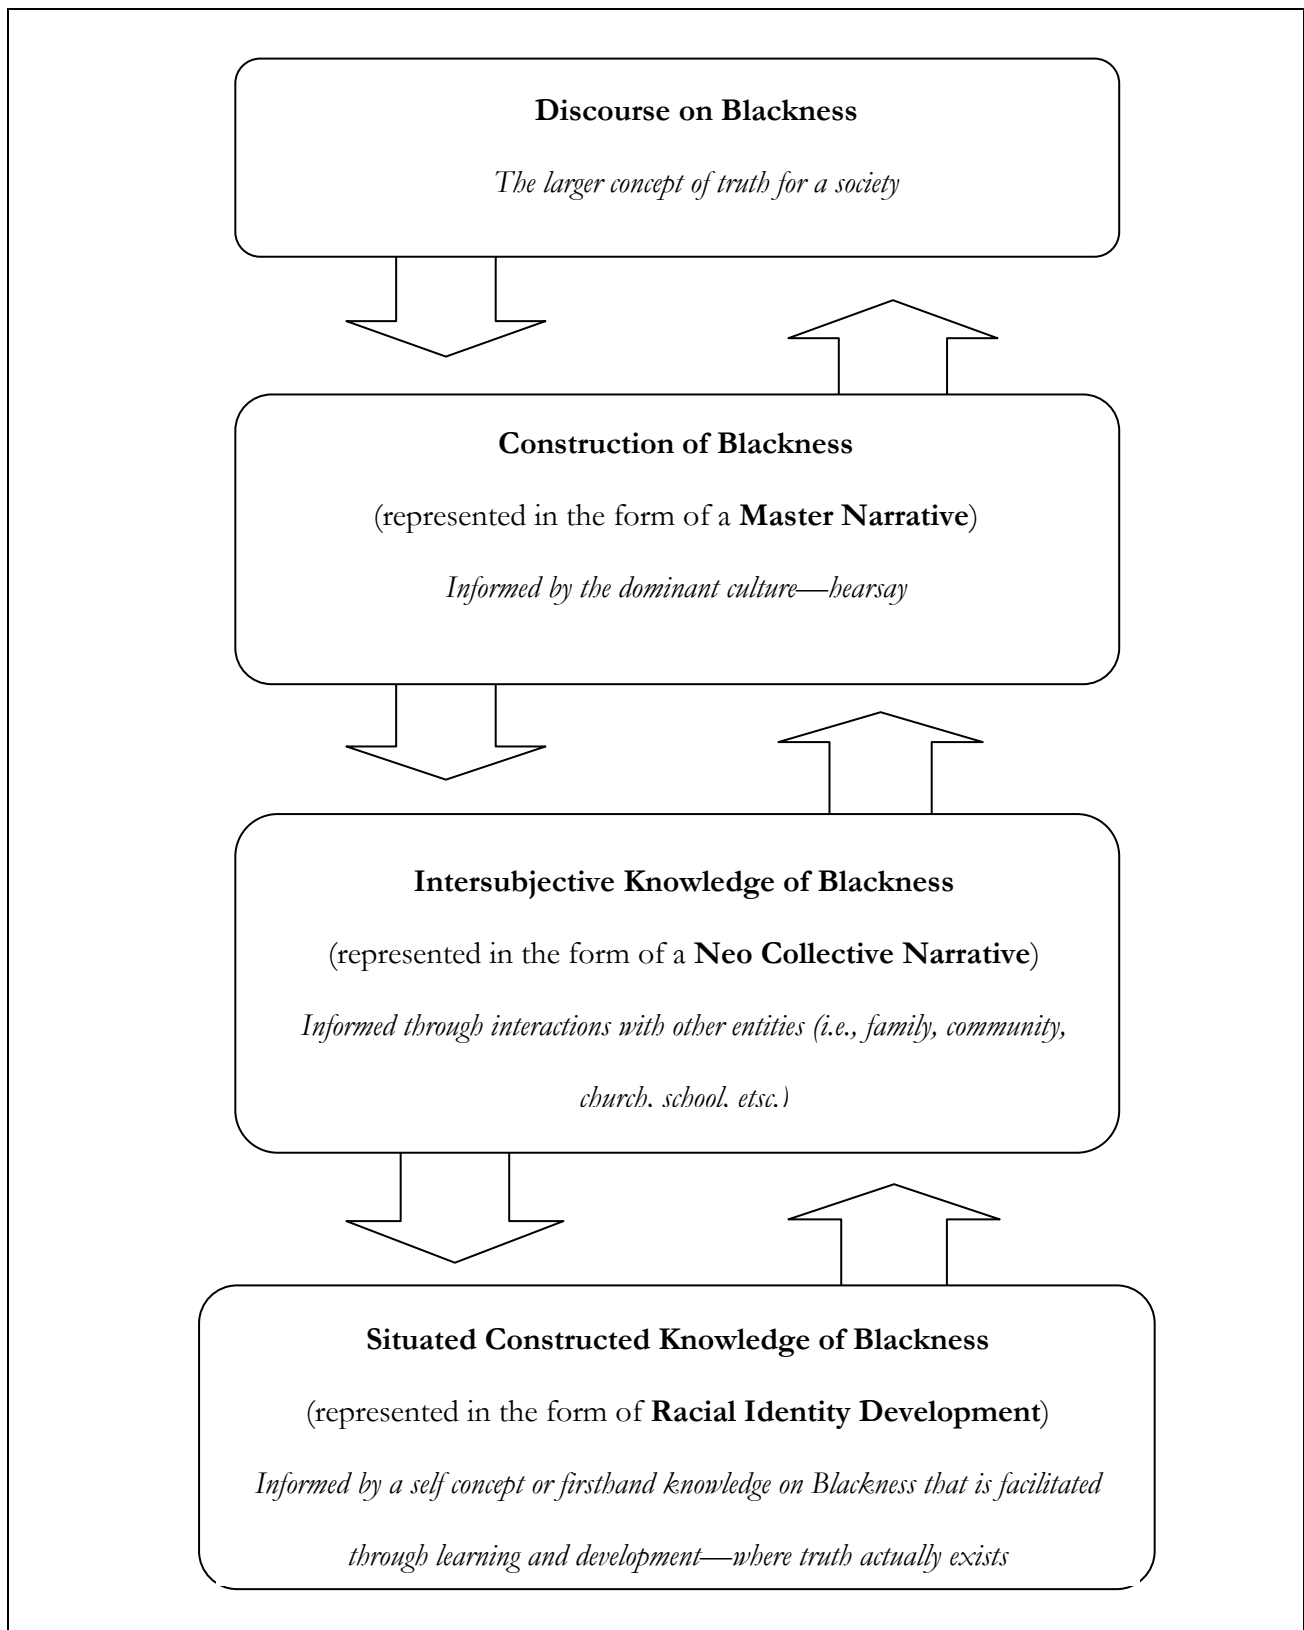 Discourse on Blackness
The larger concept of truth for a society
Construction of Blackness
(represented in the form of a Master Narrative)
Informed by the dominant culture—hearsay
Intersubjective Knowledge of Blackness
(represented in the form of a Neo Collective Narrative)
Informed through interactions with other entities (i.e., family, community,
church. school. etsc.)
Situated Constructed Knowledge of Blackness
(represented in the form of Racial Identity Development)
Informed by a self concept or firsthand knowledge on Blackness that is facilitated
through learning and development—where truth actually exists